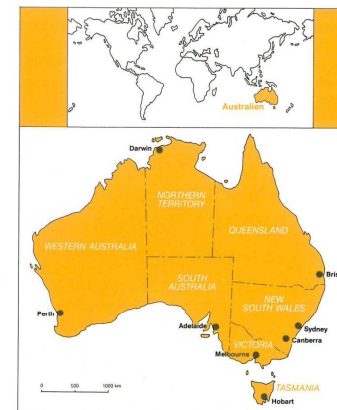 Australien
Darwin
NORTHERN
TERRITORY
QUEENSLAND
WESTERN AUSTRALIA
SOUTH
AUSTRALIA
Bris
NEW
SOUTH WALES
Perth
Adelaide
Sydney
Canberra
VICTORIA
Melbourne
TASMANIA
Hobart
0 500 1000 km